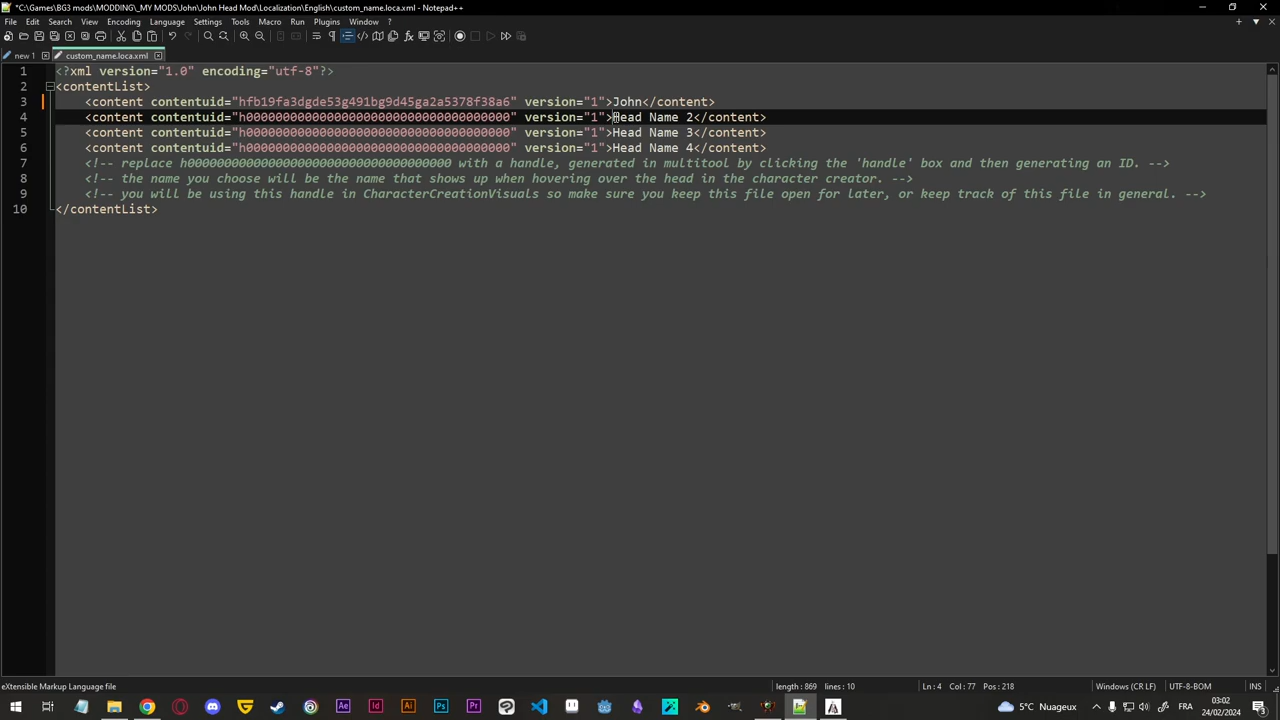 *C:\Games\BG3 mods\MODDING\_MY MODS\John\John Head Mod\Localization\English\custom_name.loca.xml - Notepad++
File Edit Search View Encoding Language Settings Tools Macro Run Plugins Window ?
new 1 custom_name.loca.xml
1 <?xml version="1.0" encoding="utf-8"?>
2 <contentList>
3 <content contentuid="hfb19fa3dgde53g491bg9d45ga2a5378f38a6" version="1">John</content>
4 <content contentuid="h000000000000000000000000000000000000" version="1">Head Name 2</content>
5 <content contentuid="h000000000000000000000000000000000000" version="1">Head Name 3</content>
6 <content contentuid="h000000000000000000000000000000000000" version="1">Head Name 4</content>
7 <!-- replace h000000000000000000000000000000000000 with a handle, generated in multitool by clicking the 'handle' box and then generating an ID. -->
8 <!-- the name you choose will be the name that shows up when hovering over the head in the character creator. -->
9 <!-- you will be using this handle in CharacterCreationVisuals so make sure you keep this file open for later, or keep track of this file in general. -->
10 </contentList>
eXtensible Markup Language file length : 869 lines : 10 Ln : 4 Col : 77 Pos : 218 Windows (CR LF) UTF-8-BOM INS
Ae Id Ai Ps Pr 5°C Nuageux FRA 03:02
24/02/2024